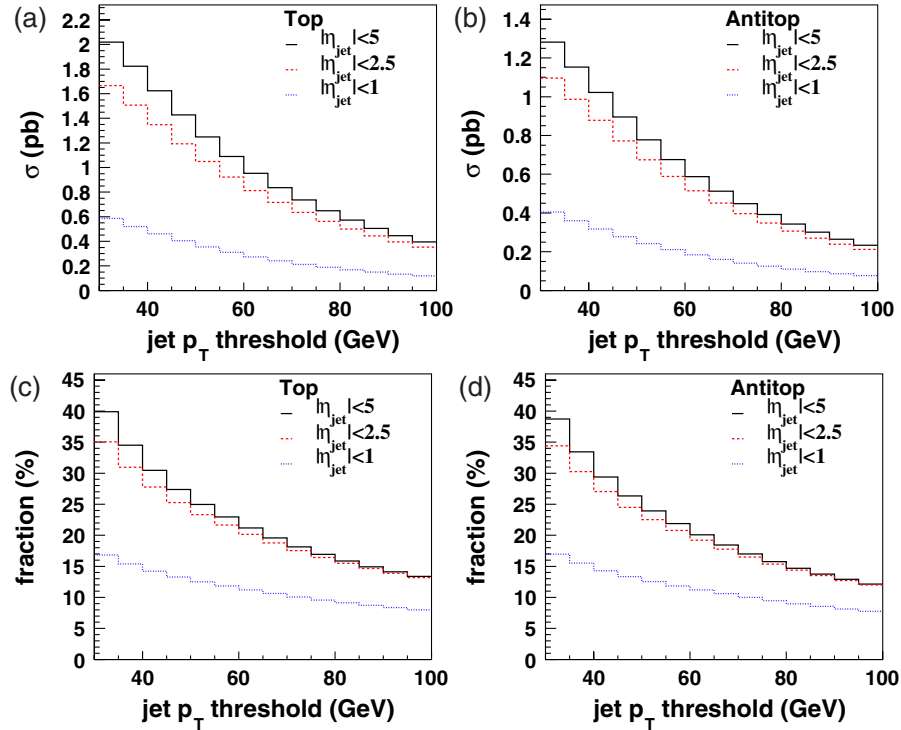 (a)
Top
|η_jet|<5
|η_jet|<2.5
|η_jet|<1
σ (pb)
2.2
2
1.8
1.6
1.4
1.2
1
0.8
0.6
0.4
0.2
0
40 60 80 100
jet p_T threshold (GeV)
(b)
Antitop
|η_jet|<5
|η_jet|<2.5
|η_jet|<1
σ (pb)
1.4
1.2
1
0.8
0.6
0.4
0.2
0
40 60 80 100
jet p_T threshold (GeV)
(c)
Top
|η_jet|<5
|η_jet|<2.5
|η_jet|<1
fraction (%)
45
40
35
30
25
20
15
10
5
0
40 60 80 100
jet p_T threshold (GeV)
(d)
Antitop
|η_jet|<5
|η_jet|<2.5
|η_jet|<1
fraction (%)
45
40
35
30
25
20
15
10
5
0
40 60 80 100
jet p_T threshold (GeV)